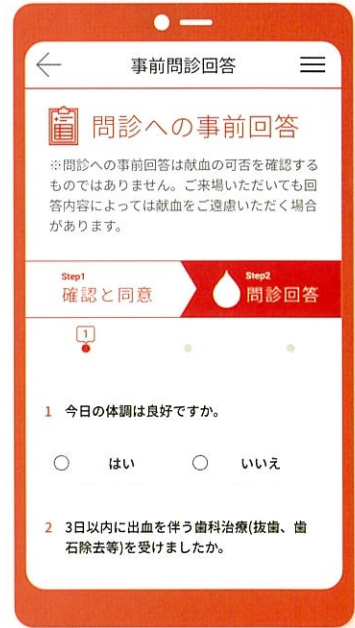 事前問診回答
問診への事前回答
※問診への事前回答は献血の可否を確認する
ものではありません。ご来場いただいても回
答内容によっては献血をご遠慮いただく場合
があります。
Step1
確認と同意
Step2
問診回答
1
1 今日の体調は良好ですか。
はい いいえ
2 3日以内に出血を伴う歯科治療(抜歯、歯
石除去等)を受けましたか。